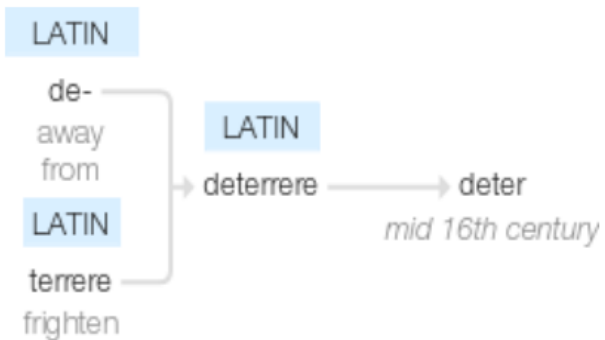 LATIN
de-
away
from
LATIN
terrere
frighten
LATIN
deterrere
deter
mid 16th century